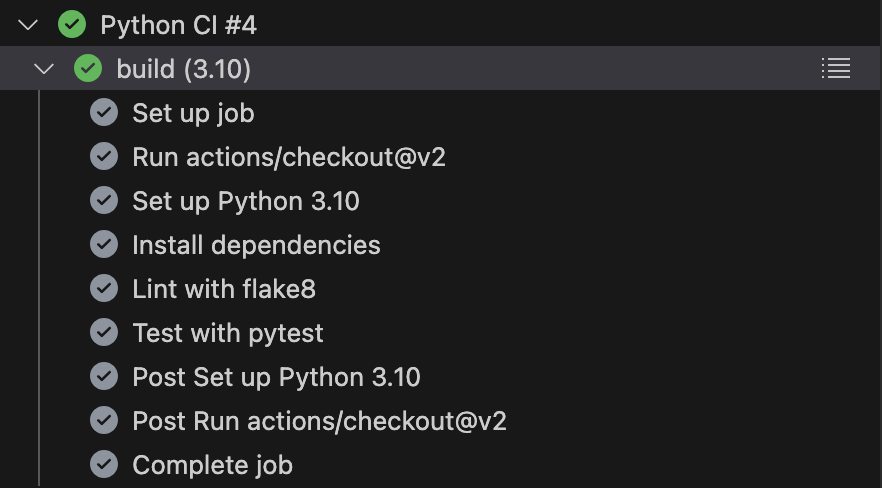 Python CI #4
build (3.10)
Set up job
Run actions/checkout@v2
Set up Python 3.10
Install dependencies
Lint with flake8
Test with pytest
Post Set up Python 3.10
Post Run actions/checkout@v2
Complete job